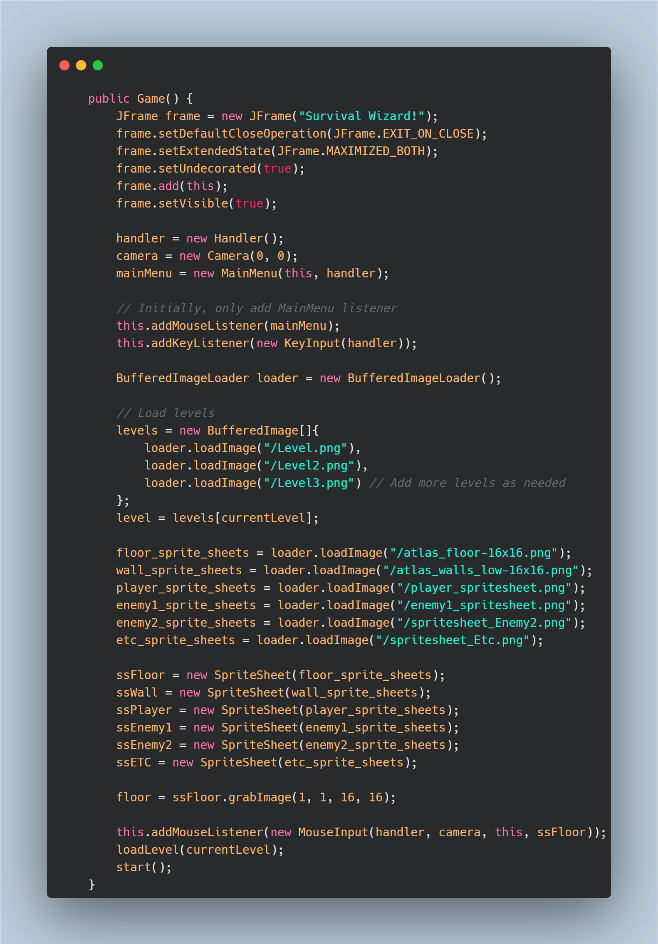 public Game() {
JFrame frame = new JFrame("Survival Wizard!");
frame.setDefaultCloseOperation(JFrame.EXIT_ON_CLOSE);
frame.setExtendedState(JFrame.MAXIMIZED_BOTH);
frame.setUndecorated(true);
frame.add(this);
frame.setVisible(true);
handler = new Handler();
camera = new Camera(0, 0);
mainMenu = new MainMenu(this, handler);
// Initially, only add MainMenu listener
this.addMouseListener(mainMenu);
this.addKeyListener(new KeyInput(handler));
BufferedImageLoader loader = new BufferedImageLoader();
// Load levels
levels = new BufferedImage[]{
loader.loadImage("/Level.png"),
loader.loadImage("/Level2.png"),
loader.loadImage("/Level3.png") // Add more levels as needed
};
level = levels[currentLevel];
floor_sprite_sheets = loader.loadImage("/atlas_floor-16x16.png");
wall_sprite_sheets = loader.loadImage("/atlas_walls_low-16x16.png");
player_sprite_sheets = loader.loadImage("/player_spritesheet.png");
enemy1_sprite_sheets = loader.loadImage("/enemy1_spritesheet.png");
enemy2_sprite_sheets = loader.loadImage("/spritesheet_Enemy2.png");
etc_sprite_sheets = loader.loadImage("/spritesheet_Etc.png");
ssFloor = new SpriteSheet(floor_sprite_sheets);
ssWall = new SpriteSheet(wall_sprite_sheets);
ssPlayer = new SpriteSheet(player_sprite_sheets);
ssEnemy1 = new SpriteSheet(enemy1_sprite_sheets);
ssEnemy2 = new SpriteSheet(enemy2_sprite_sheets);
ssETC = new SpriteSheet(etc_sprite_sheets);
floor = ssFloor.grabImage(1, 1, 16, 16);
this.addMouseListener(new MouseInput(handler, camera, this, ssFloor));
loadLevel(currentLevel);
start();
}